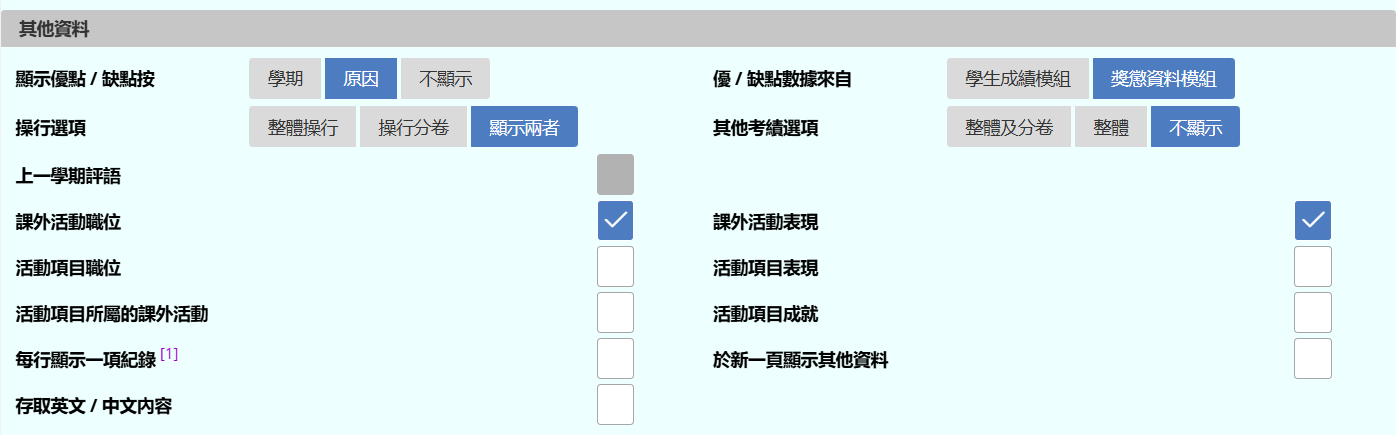 其他資料
顯示優點 / 缺點按 學期 原因 不顯示 優 / 缺點數據來自 學生成績模組 獎懲資料模組
操行選項 整體操行 操行分卷 顯示兩者 其他考績選項 整體及分卷 整體 不顯示
上一學期評語
課外活動職位 課外活動表現
活動項目職位 活動項目表現
活動項目所屬的課外活動 活動項目成就
每行顯示一項紀錄 [1] 於新一頁顯示其他資料
存取英文 / 中文內容